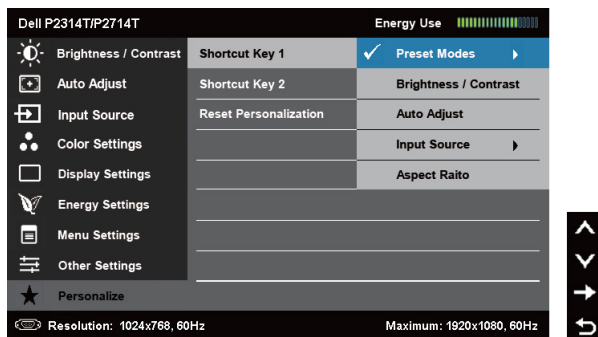 Dell P2314T/P2714T Energy Use
Brightness / Contrast Shortcut Key 1 Preset Modes
Auto Adjust Shortcut Key 2 Brightness / Contrast
Input Source Reset Personalization Auto Adjust
Color Settings Input Source
Display Settings Aspect Raito
Energy Settings
Menu Settings
Other Settings
Personalize
Resolution: 1024x768, 60Hz Maximum: 1920x1080, 60Hz